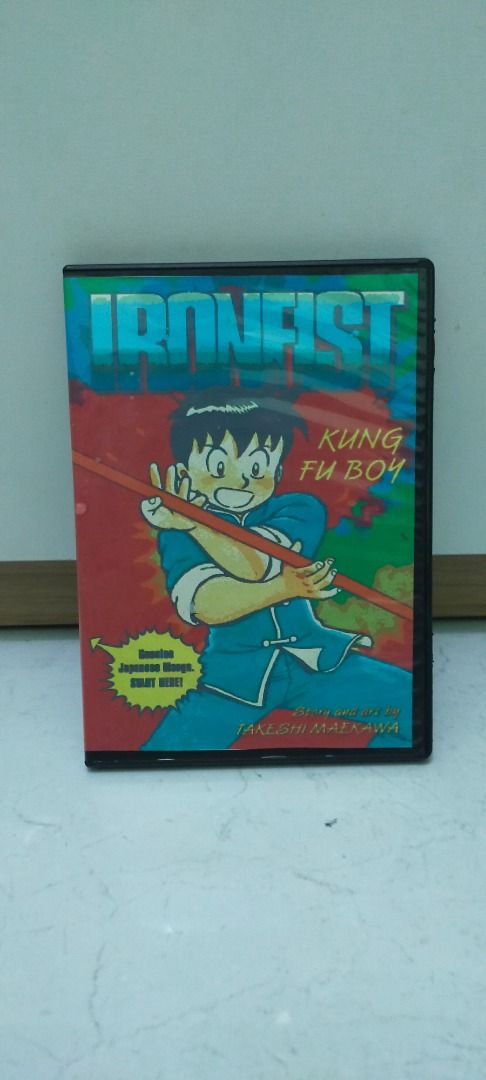 IRONFIST
KUNG
FU BOY
Genuine
Japanese Manga.
START HERE!
Story and art by
TAKESHI MAEKAWA